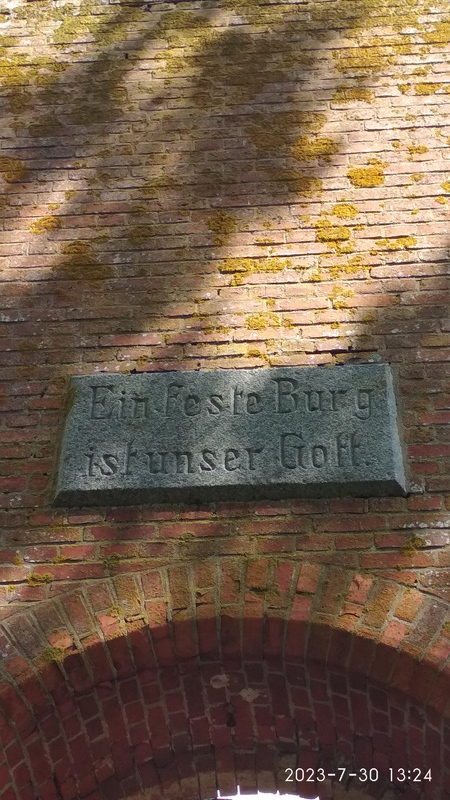 Ein feste Burg
ist unser Gott.
2023-7-30 13:24